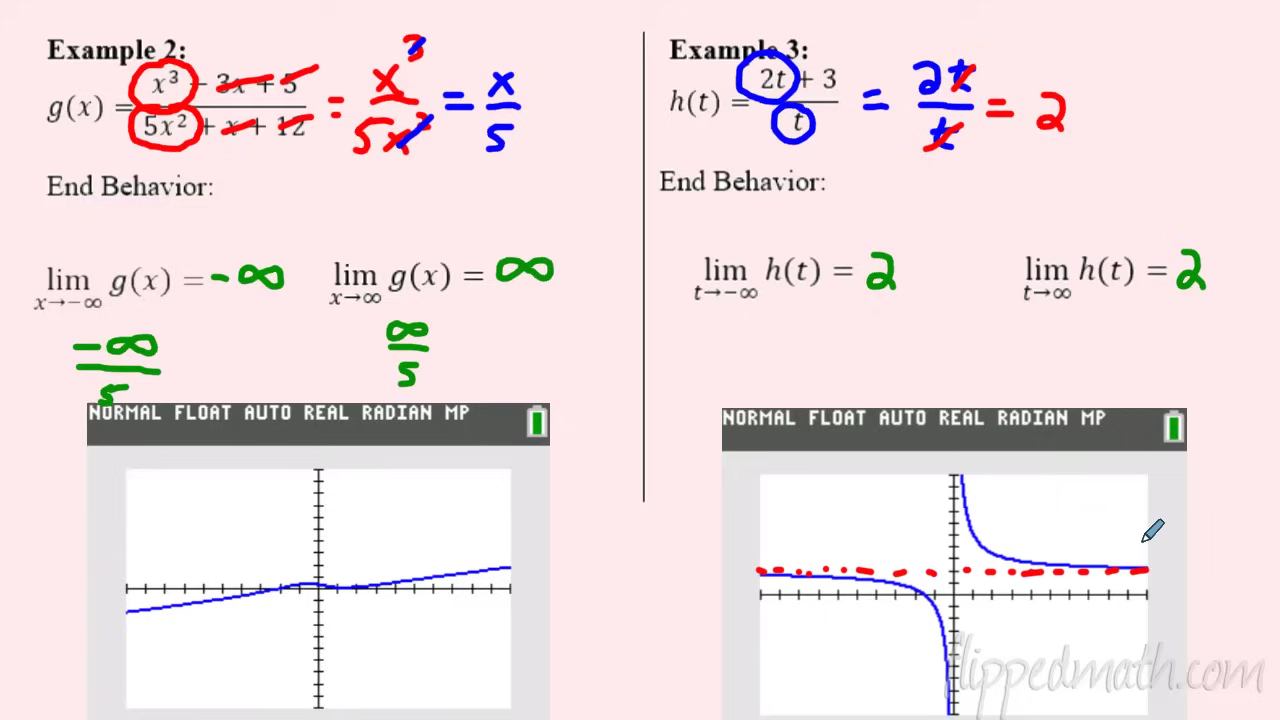 Example 2:
g(x) = x³ − 3x + 5 / 5x² + x + 12 = x³ / 5x² = x / 5
End Behavior:
lim x→−∞ g(x) = -∞
lim x→∞ g(x) = ∞
-∞ / 5
∞ / 5
NORMAL FLOAT AUTO REAL RADIAN MP
Example 3:
h(t) = 2t + 3 / t = 2t / t = 2
End Behavior:
lim t→−∞ h(t) = 2
lim t→∞ h(t) = 2
NORMAL FLOAT AUTO REAL RADIAN MP
flippedmath.com